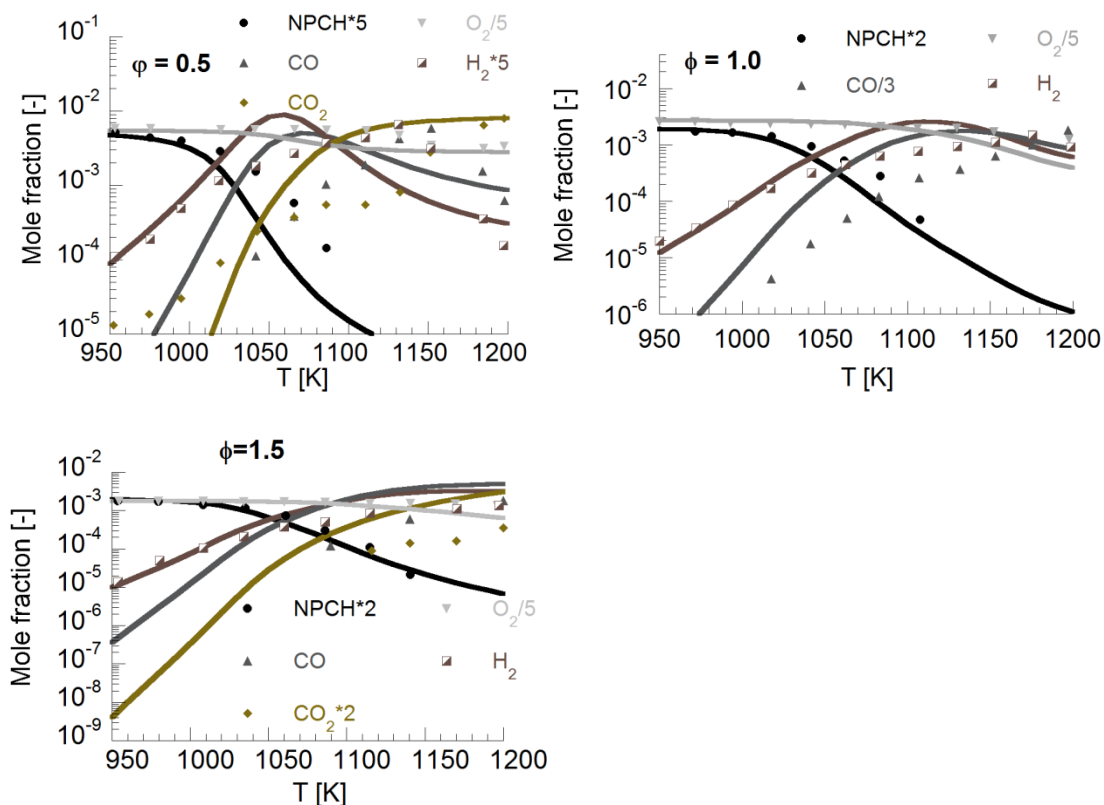 NPCH*5 O₂/5
φ = 0.5
CO H₂*5
CO₂
Mole fraction [-]
10⁻¹
10⁻²
10⁻³
10⁻⁴
10⁻⁵
950 1000 1050 1100 1150 1200
T [K]
NPCH*2 O₂/5
ϕ = 1.0
CO/3 H₂
Mole fraction [-]
10⁻²
10⁻³
10⁻⁴
10⁻⁵
10⁻⁶
950 1000 1050 1100 1150 1200
T [K]
ϕ=1.5
Mole fraction [-]
10⁻²
10⁻³
10⁻⁴
10⁻⁵
10⁻⁶
10⁻⁷
10⁻⁸
10⁻⁹
NPCH*2 O₂/5
CO H₂
CO₂*2
950 1000 1050 1100 1150 1200
T [K]